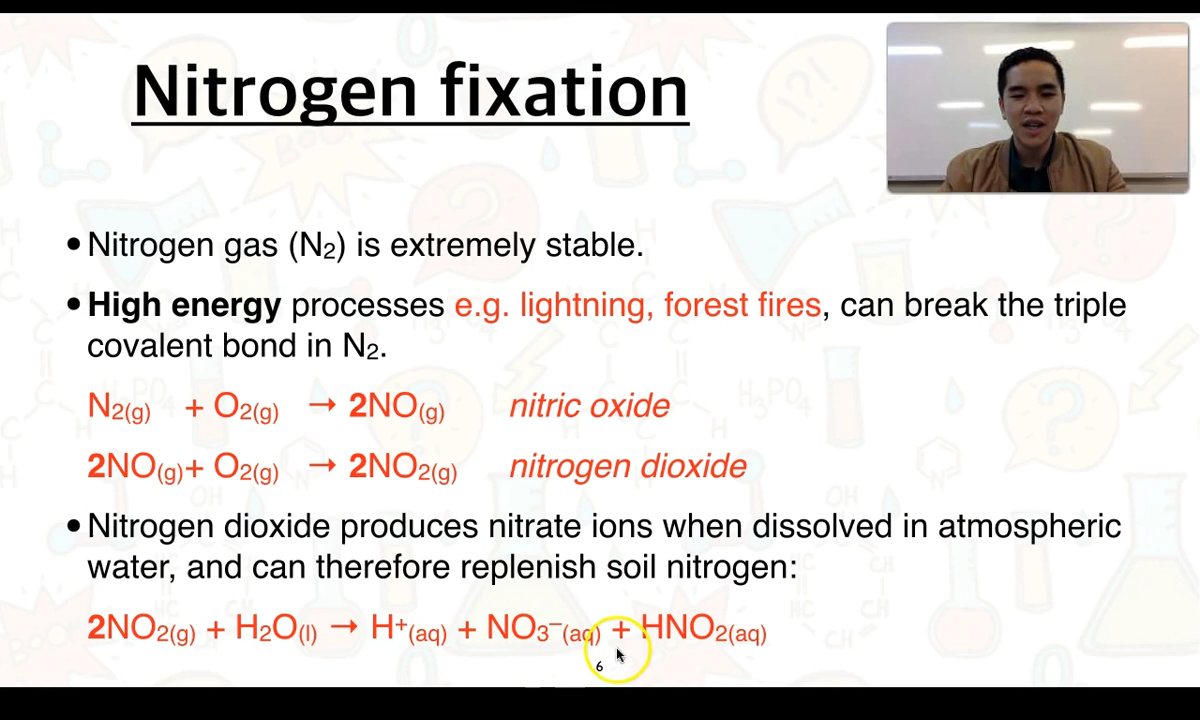 Nitrogen fixation
• Nitrogen gas (N₂) is extremely stable.
• High energy processes e.g. lightning, forest fires, can break the triple
covalent bond in N₂.
N₂(g) + O₂(g) → 2NO(g) nitric oxide
2NO(g) + O₂(g) → 2NO₂(g) nitrogen dioxide
• Nitrogen dioxide produces nitrate ions when dissolved in atmospheric
water, and can therefore replenish soil nitrogen:
2NO₂(g) + H₂O(l) → H⁺(aq) + NO₃⁻(aq) + HNO₂(aq)
6